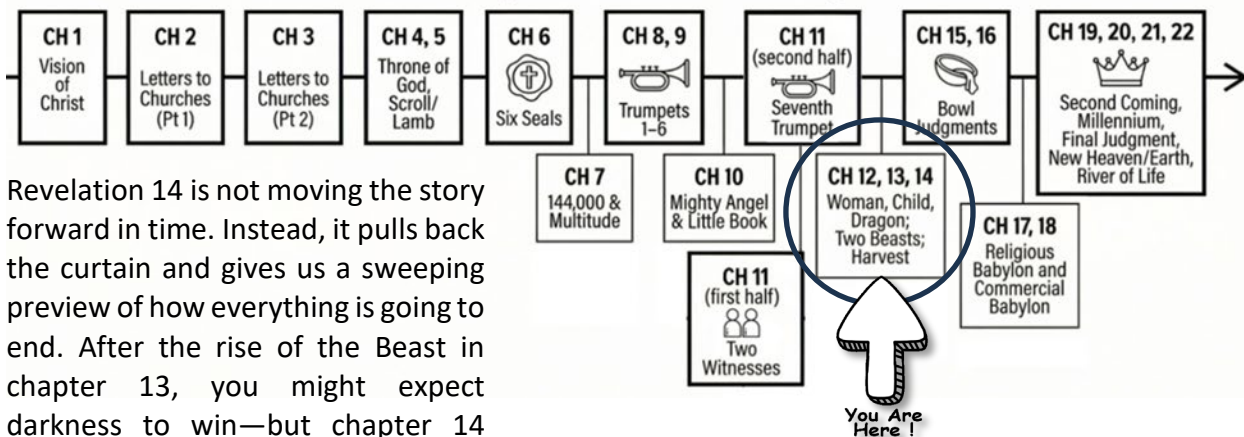 CH 1
Vision
of
Christ
CH 2
Letters to
Churches
(Pt 1)
CH 3
Letters to
Churches
(Pt 2)
CH 4, 5
Throne of
God,
Scroll/
Lamb
CH 6
Six Seals
CH 8, 9
Trumpets
1–6
CH 11
(second half)
Seventh
Trumpet
CH 15, 16
Bowl
Judgments
CH 19, 20, 21, 22
Second Coming,
Millennium,
Final Judgment,
New Heaven/Earth,
River of Life
CH 7
144,000 &
Multitude
CH 10
Mighty Angel
& Little Book
CH 11
(first half)
Two
Witnesses
CH 12, 13, 14
Woman, Child,
Dragon;
Two Beasts;
Harvest
CH 17, 18
Religious
Babylon and
Commercial
Babylon
You Are
Here !
Revelation 14 is not moving the story
forward in time. Instead, it pulls back
the curtain and gives us a sweeping
preview of how everything is going to
end. After the rise of the Beast in
chapter 13, you might expect
darkness to win—but chapter 14